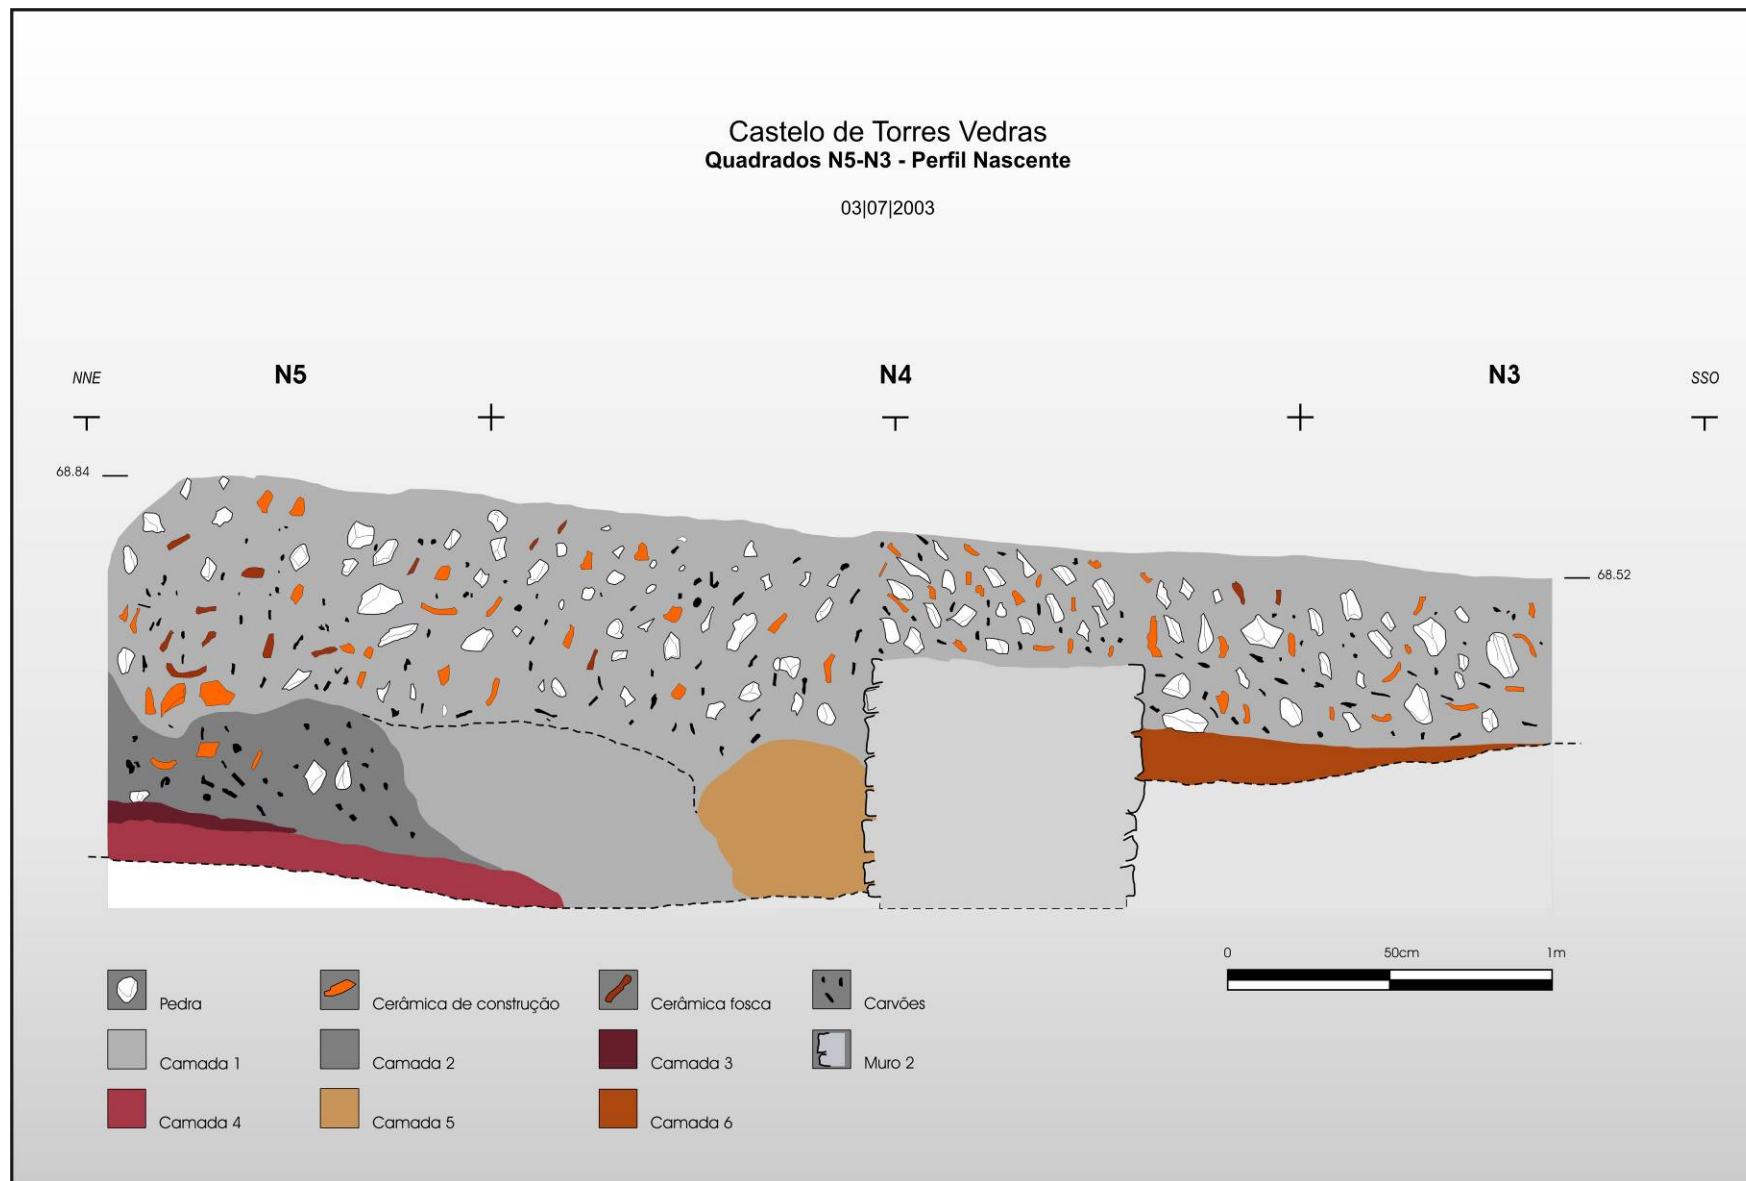 Castelo de Torres Vedras
Quadrados N5-N3 - Perfil Nascente
03|07|2003
NNE N5 N4 N3 SSO
68.84
68.52
0 50cm 1m
Pedra Cerâmica de construção Cerâmica fosca Carvões
Camada 1 Camada 2 Camada 3 Muro 2
Camada 4 Camada 5 Camada 6